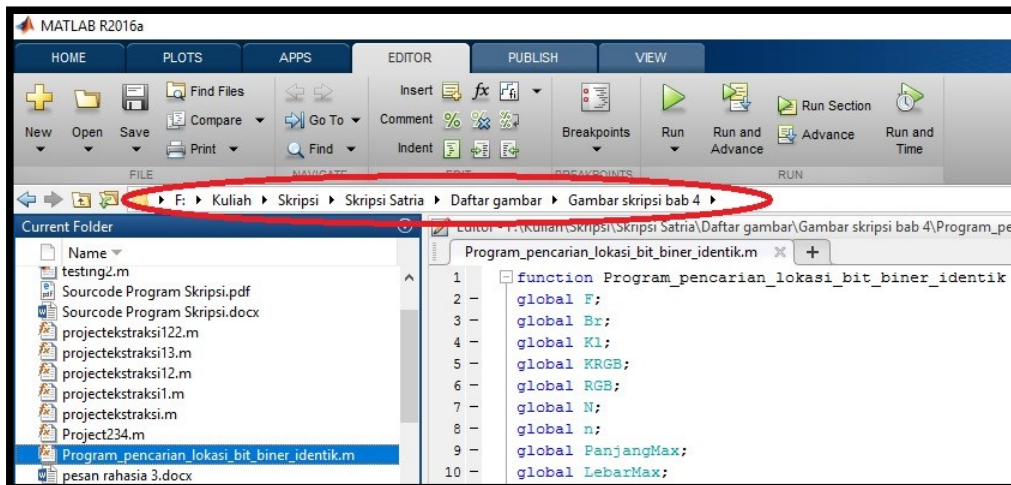 MATLAB R2016a
HOME PLOTS APPS EDITOR PUBLISH VIEW
New Open Save
Find Files
Compare
Print
Go To
Find
Insert fx
Comment
Indent
Breakpoints
Run
Run and Advance
Run Section
Advance
Run and Time
FILE NAVIGATE EDIT BREAKPOINTS RUN
F: Kuliah Skripsi Skripsi Satria Daftar gambar Gambar skripsi bab 4
Current Folder
Name
testing2.m
Sourcode Program Skripsi.pdf
Sourcode Program Skripsi.docx
projectekstraksi122.m
projectekstraksi13.m
projectekstraksi12.m
projectekstraksi1.m
projectekstraksi.m
Project234.m
Program_pencarian_lokasi_bit_biner_identik.m
pesan rahasia 3.docx
Editor - F:\Kuliah\Skripsi\Skripsi Satria\Daftar gambar\Gambar skripsi bab 4\Program_pe
Program_pencarian_lokasi_bit_biner_identik.m
1 function Program_pencarian_lokasi_bit_biner_identik
2 - global F;
3 - global Br;
4 - global Kl;
5 - global KRGB;
6 - global RGB;
7 - global N;
8 - global n;
9 - global PanjangMax;
10 - global LebarMax;